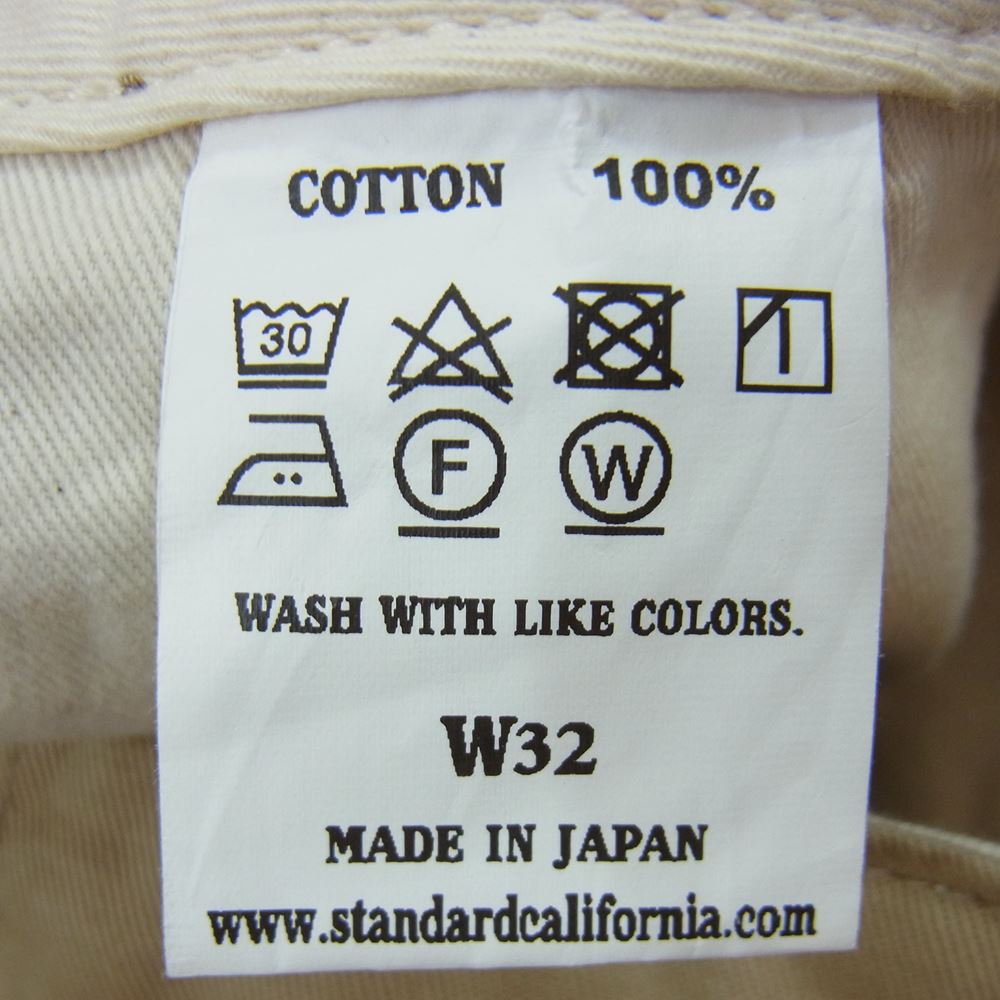 COTTON 100%
30
F W
WASH WITH LIKE COLORS.
W32
MADE IN JAPAN
www.standardcalifornia.com